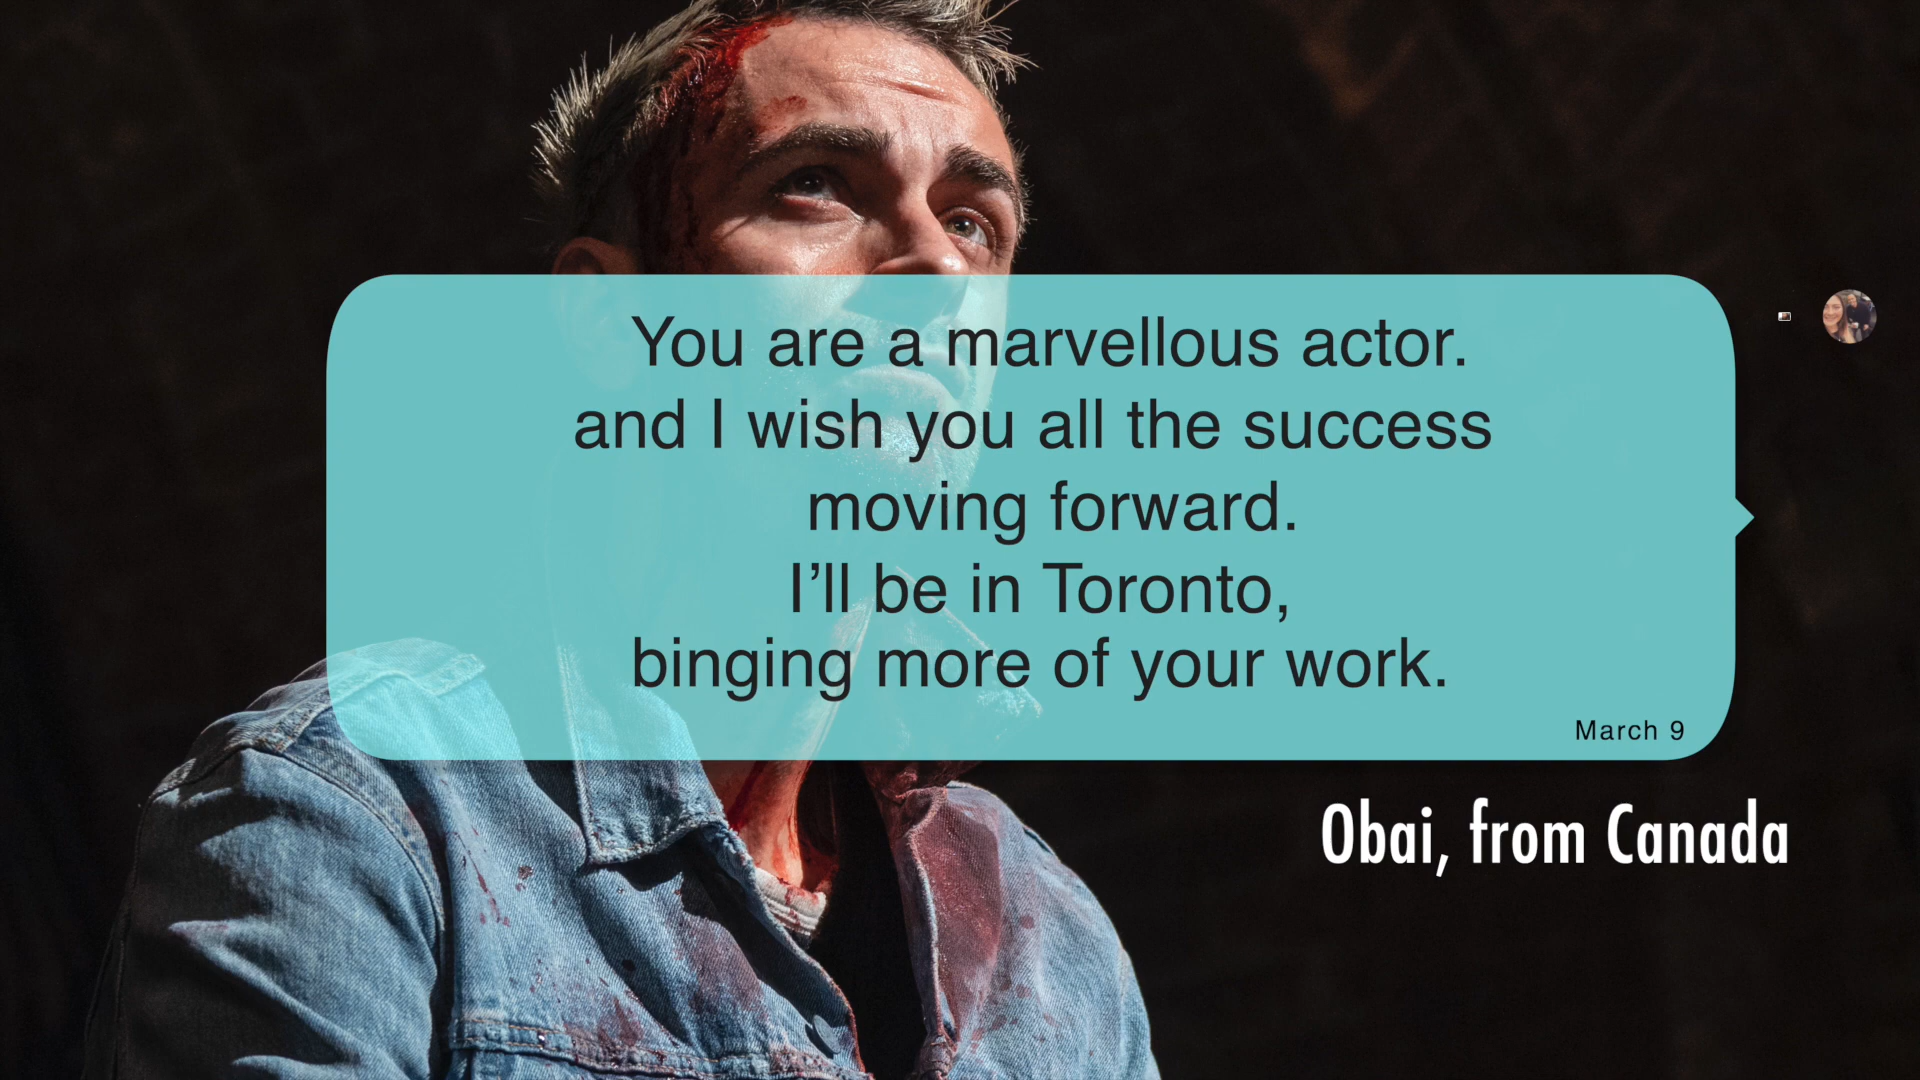 You are a marvellous actor.
and I wish you all the success
moving forward.
I’ll be in Toronto,
binging more of your work.
March 9
Obai, from Canada